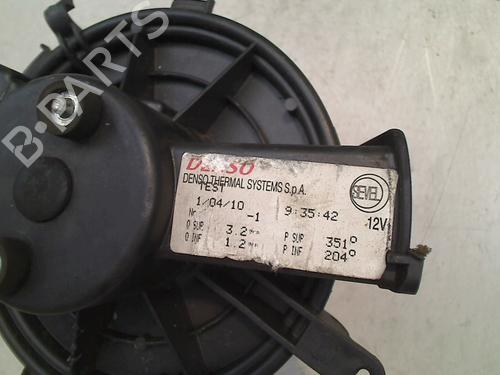 B-PARTS
DENSO
DENSO THERMAL SYSTEMS S.p.A.
TEST
1/04/10 9:35:42
Nr -1
Q SUP 3.2 P SUP 351°
Q INF 1.2 P INF 204°
SEVEL
12V